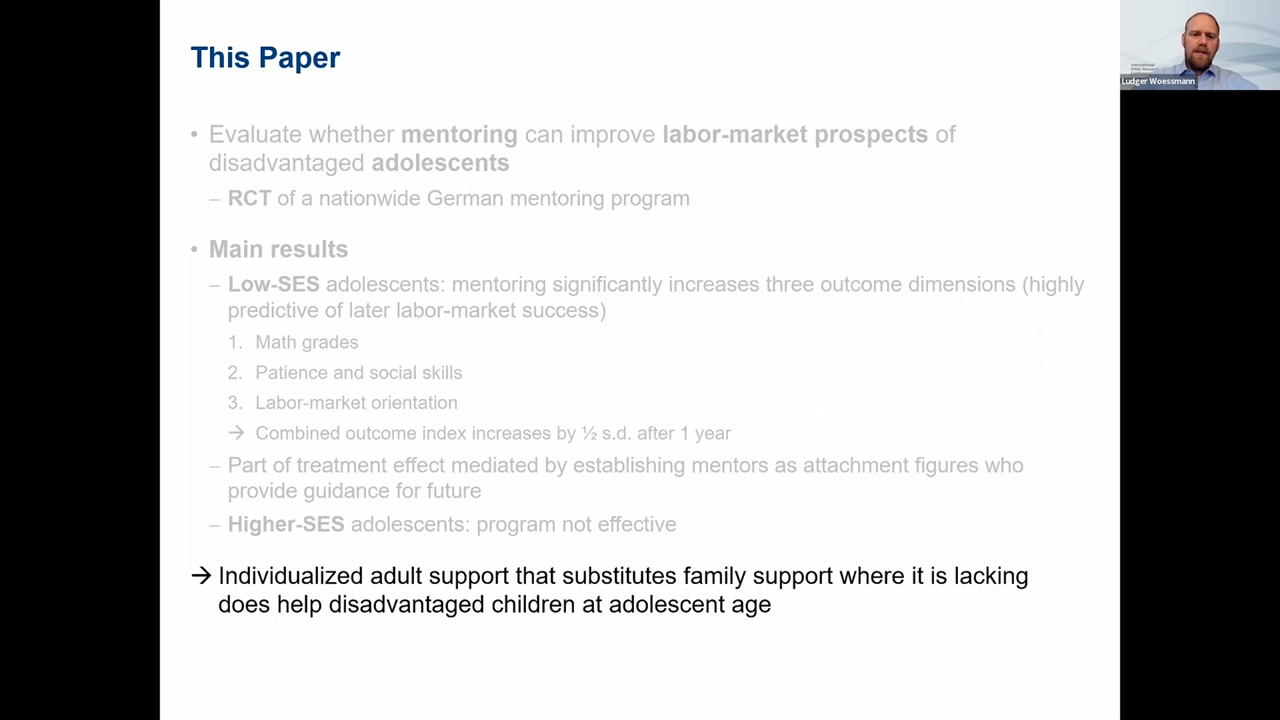 This Paper
Ludger Woessmann
• Evaluate whether mentoring can improve labor-market prospects of
disadvantaged adolescents
– RCT of a nationwide German mentoring program
• Main results
– Low-SES adolescents: mentoring significantly increases three outcome dimensions (highly
predictive of later labor-market success)
1. Math grades
2. Patience and social skills
3. Labor-market orientation
→ Combined outcome index increases by ½ s.d. after 1 year
– Part of treatment effect mediated by establishing mentors as attachment figures who
provide guidance for future
– Higher-SES adolescents: program not effective
→ Individualized adult support that substitutes family support where it is lacking
does help disadvantaged children at adolescent age